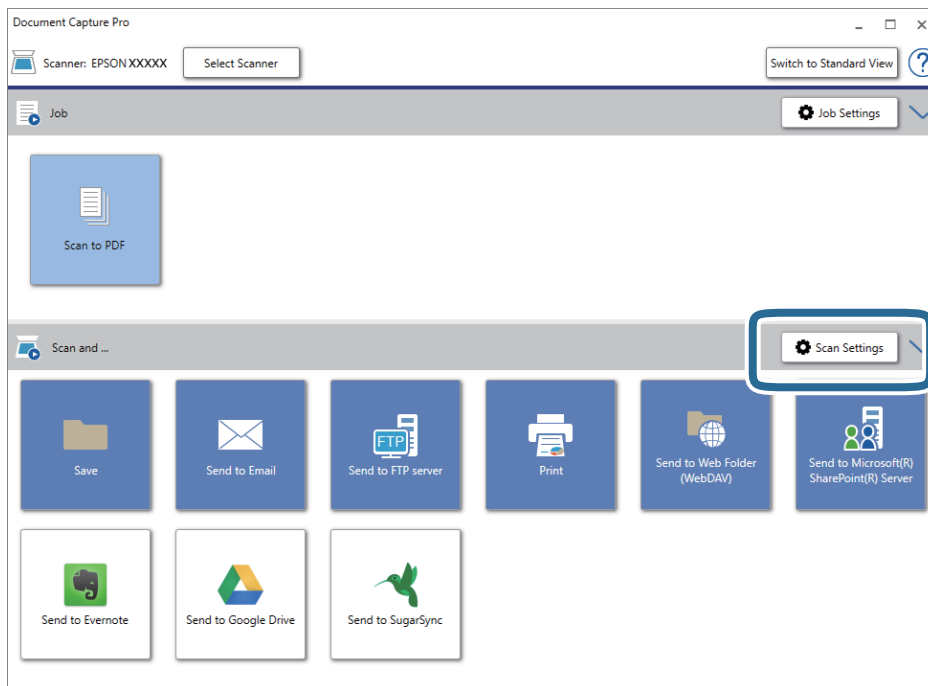 Document Capture Pro
Scanner: EPSON XXXXX
Select Scanner
Switch to Standard View
?
Job
Job Settings
Scan to PDF
Scan and ...
Scan Settings
Save
Send to Email
FTP
Send to FTP server
Print
Send to Web Folder
(WebDAV)
Send to Microsoft(R)
SharePoint(R) Server
Send to Evernote
Send to Google Drive
Send to SugarSync